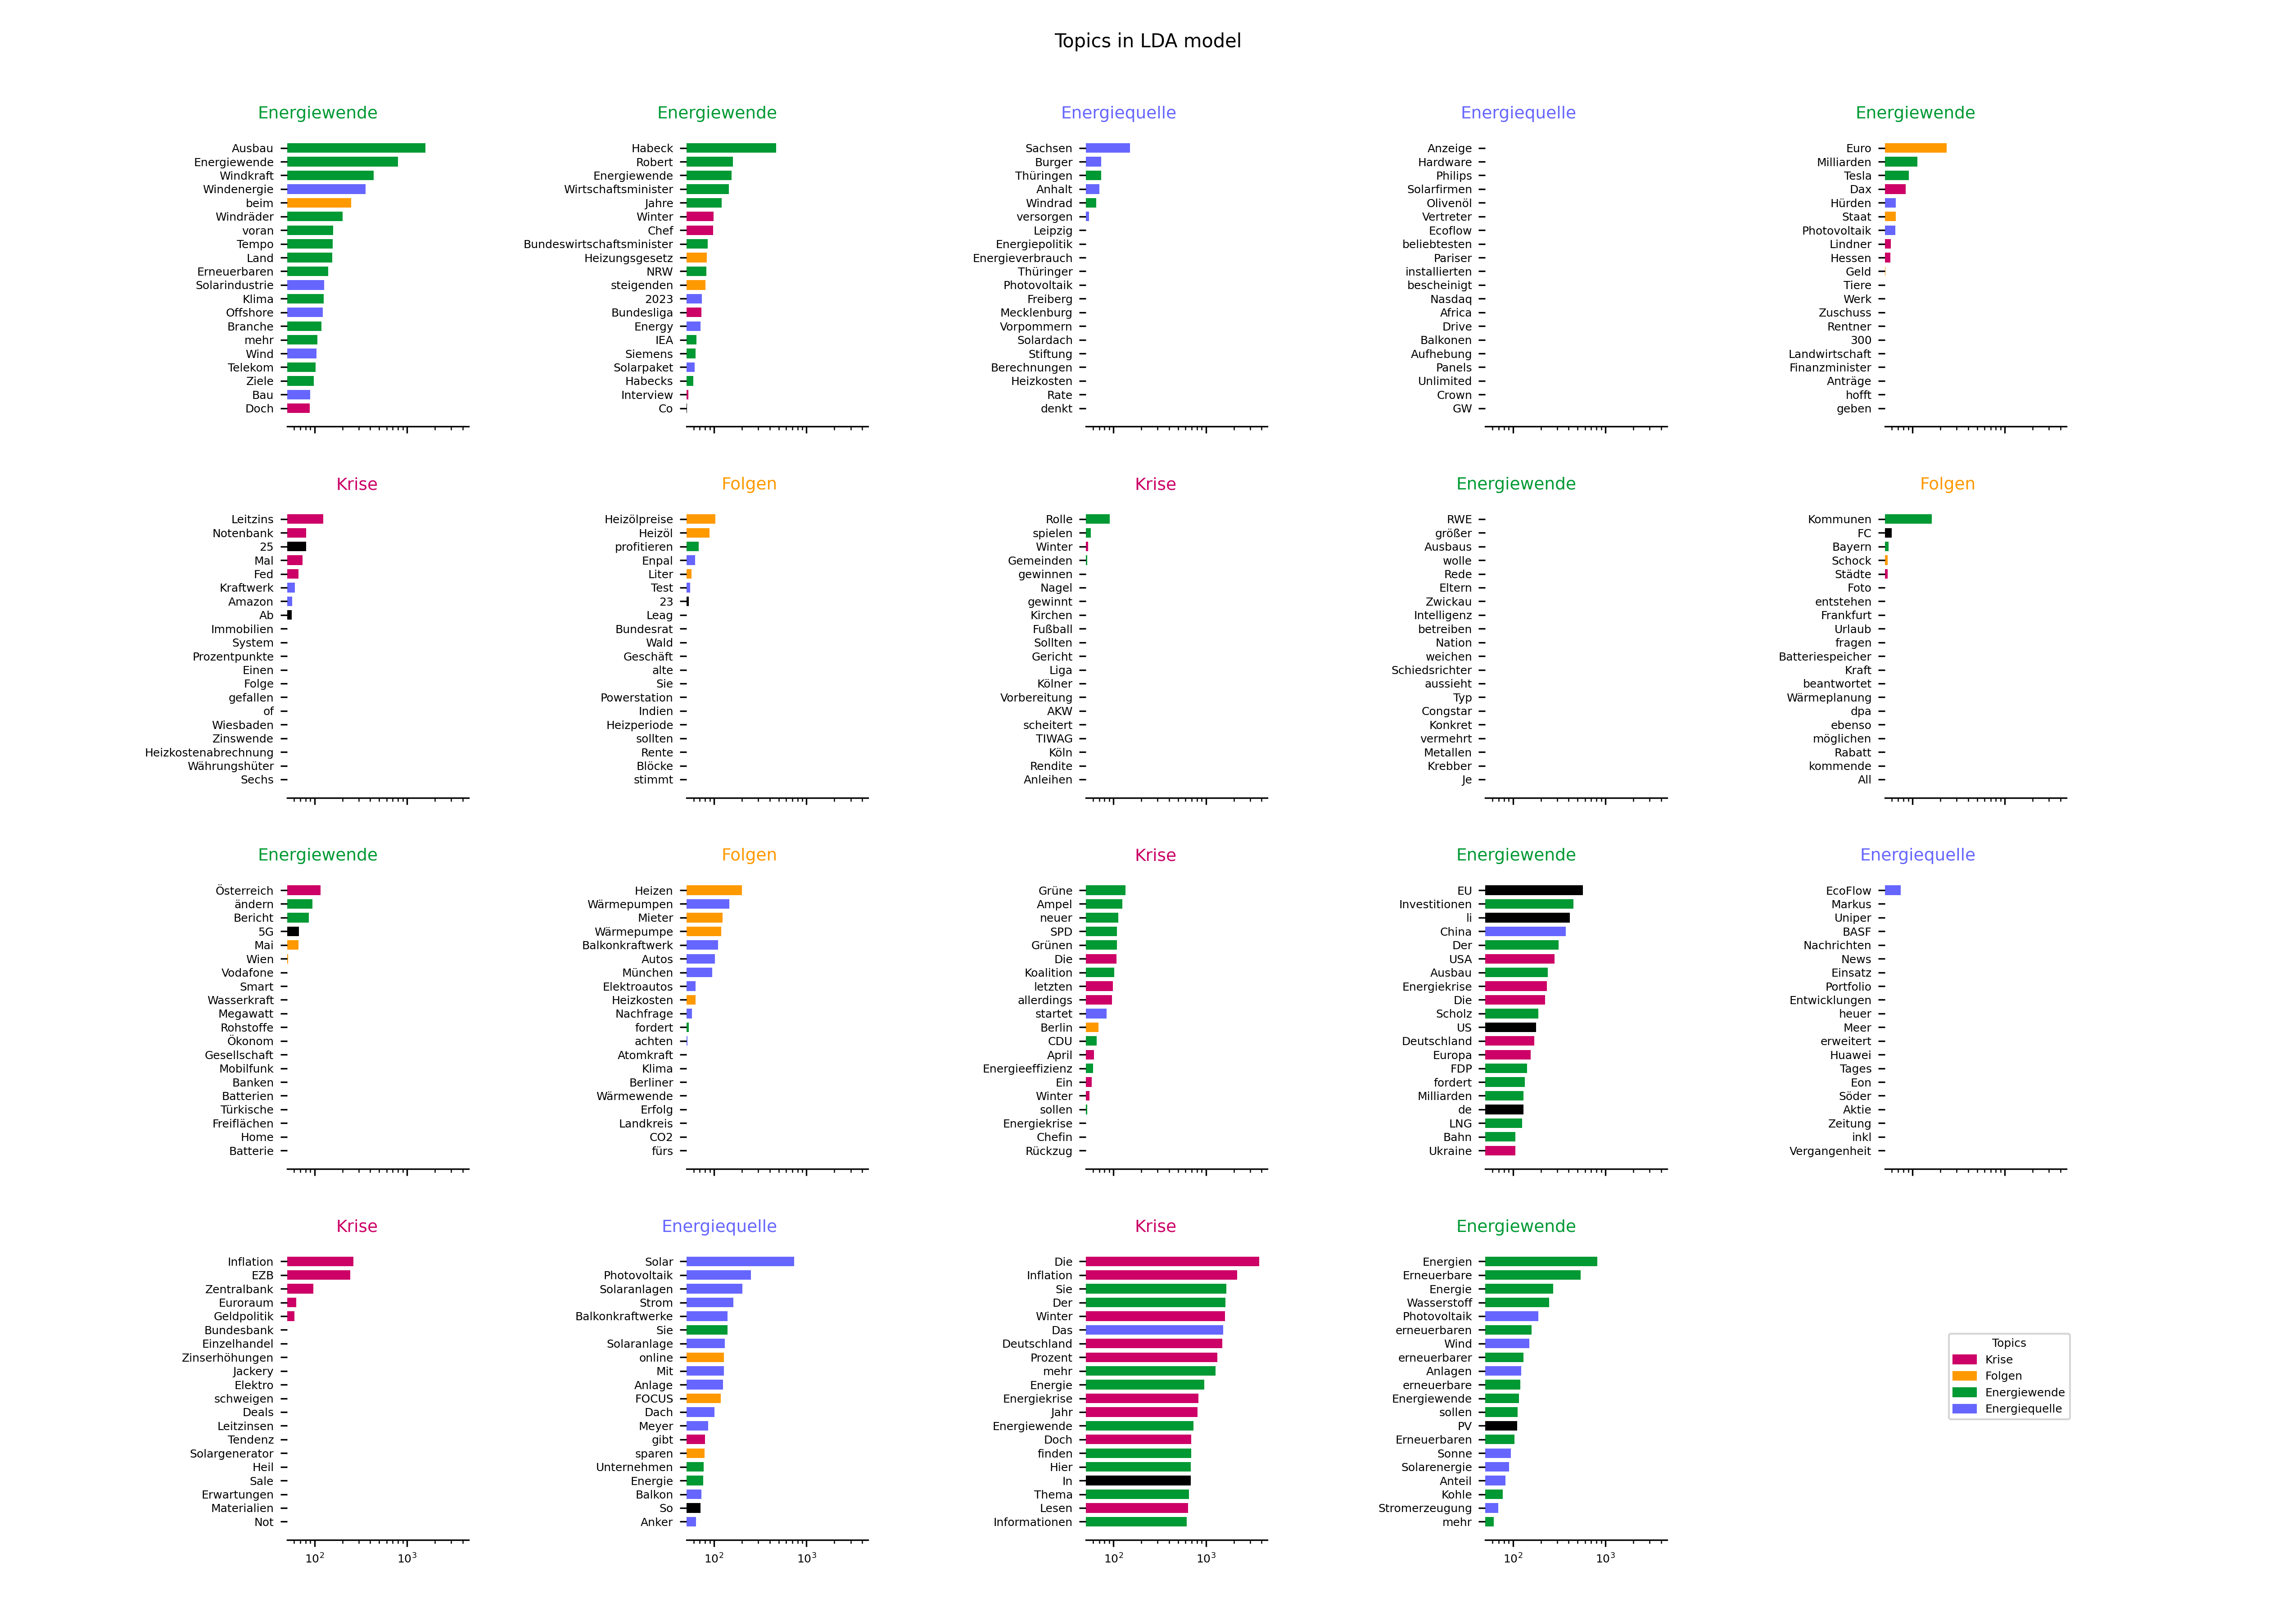 Topics in LDA model
Energiewende
Ausbau
Energiewende
Windkraft
Windenergie
beim
Windräder
voran
Tempo
Land
Erneuerbaren
Solarindustrie
Klima
Offshore
Branche
mehr
Wind
Telekom
Ziele
Bau
Doch
Energiewende
Habeck
Robert
Energiewende
Wirtschaftsminister
Jahre
Winter
Chef
Bundeswirtschaftsminister
Heizungsgesetz
NRW
steigenden
2023
Bundesliga
Energy
IEA
Siemens
Solarpaket
Habecks
Interview
Co
Energiequelle
Sachsen
Burger
Thüringen
Anhalt
Windrad
versorgen
Leipzig
Energiepolitik
Energieverbrauch
Thüringer
Photovoltaik
Freiberg
Mecklenburg
Vorpommern
Solardach
Stiftung
Berechnungen
Heizkosten
Rate
denkt
Energiequelle
Anzeige
Hardware
Philips
Solarfirmen
Olivenöl
Vertreter
Ecoflow
beliebtesten
Pariser
installierten
bescheinigt
Nasdaq
Africa
Drive
Balkonen
Aufhebung
Panels
Unlimited
Crown
GW
Energiewende
Euro
Milliarden
Tesla
Dax
Hürden
Staat
Photovoltaik
Lindner
Hessen
Geld
Tiere
Werk
Zuschuss
Rentner
300
Landwirtschaft
Finanzminister
Anträge
hofft
geben
Krise
Leitzins
Notenbank
25
Mal
Fed
Kraftwerk
Amazon
Ab
Immobilien
System
Prozentpunkte
Einen
Folge
gefallen
of
Wiesbaden
Zinswende
Heizkostenabrechnung
Währungshüter
Sechs
Folgen
Heizölpreise
Heizöl
profitieren
Enpal
Liter
Test
23
Leag
Bundesrat
Wald
Geschäft
alte
Sie
Powerstation
Indien
Heizperiode
sollten
Rente
Blöcke
stimmt
Krise
Rolle
spielen
Winter
Gemeinden
gewinnen
Nagel
gewinnt
Kirchen
Fußball
Sollten
Gericht
Liga
Kölner
Vorbereitung
AKW
scheitert
TIWAG
Köln
Rendite
Anleihen
Energiewende
RWE
größer
Ausbaus
wolle
Rede
Eltern
Zwickau
Intelligenz
betreiben
Nation
weichen
Schiedsrichter
aussieht
Typ
Congstar
Konkret
vermehrt
Metallen
Krebber
Je
Folgen
Kommunen
FC
Bayern
Schock
Städte
Foto
entstehen
Frankfurt
Urlaub
fragen
Batteriespeicher
Kraft
beantwortet
Wärmeplanung
dpa
ebenso
möglichen
Rabatt
kommende
All
Energiewende
Österreich
ändern
Bericht
5G
Mai
Wien
Vodafone
Smart
Wasserkraft
Megawatt
Rohstoffe
Ökonom
Gesellschaft
Mobilfunk
Banken
Batterien
Türkische
Freiflächen
Home
Batterie
Folgen
Heizen
Wärmepumpen
Mieter
Wärmepumpe
Balkonkraftwerk
Autos
München
Elektroautos
Heizkosten
Nachfrage
fordert
achten
Atomkraft
Klima
Berliner
Wärmewende
Erfolg
Landkreis
CO2
fürs
Krise
Grüne
Ampel
neuer
SPD
Grünen
Die
Koalition
letzten
allerdings
startet
Berlin
CDU
April
Energieeffizienz
Ein
Winter
sollen
Energiekrise
Chefin
Rückzug
Energiewende
EU
Investitionen
li
China
Der
USA
Ausbau
Energiekrise
Die
Scholz
US
Deutschland
Europa
FDP
fordert
Milliarden
de
LNG
Bahn
Ukraine
Energiequelle
EcoFlow
Markus
Uniper
BASF
Nachrichten
News
Einsatz
Portfolio
Entwicklungen
heuer
Meer
erweitert
Huawei
Tages
Eon
Söder
Aktie
Zeitung
inkl
Vergangenheit
Krise
Inflation
EZB
Zentralbank
Euroraum
Geldpolitik
Bundesbank
Einzelhandel
Zinserhöhungen
Jackery
Elektro
schweigen
Deals
Leitzinsen
Tendenz
Solargenerator
Heil
Sale
Erwartungen
Materialien
Not
10² 10³
Energiequelle
Solar
Photovoltaik
Solaranlagen
Strom
Balkonkraftwerke
Sie
Solaranlage
online
Mit
Anlage
FOCUS
Dach
Meyer
gibt
sparen
Unternehmen
Energie
Balkon
So
Anker
10² 10³
Krise
Die
Inflation
Sie
Der
Winter
Das
Deutschland
Prozent
mehr
Energie
Energiekrise
Jahr
Energiewende
Doch
finden
Hier
In
Thema
Lesen
Informationen
10² 10³
Energiewende
Energien
Erneuerbare
Energie
Wasserstoff
Photovoltaik
erneuerbaren
Wind
erneuerbarer
Anlagen
erneuerbare
Energiewende
sollen
PV
Erneuerbaren
Sonne
Solarenergie
Anteil
Kohle
Stromerzeugung
mehr
10² 10³
Topics
Krise
Folgen
Energiewende
Energiequelle